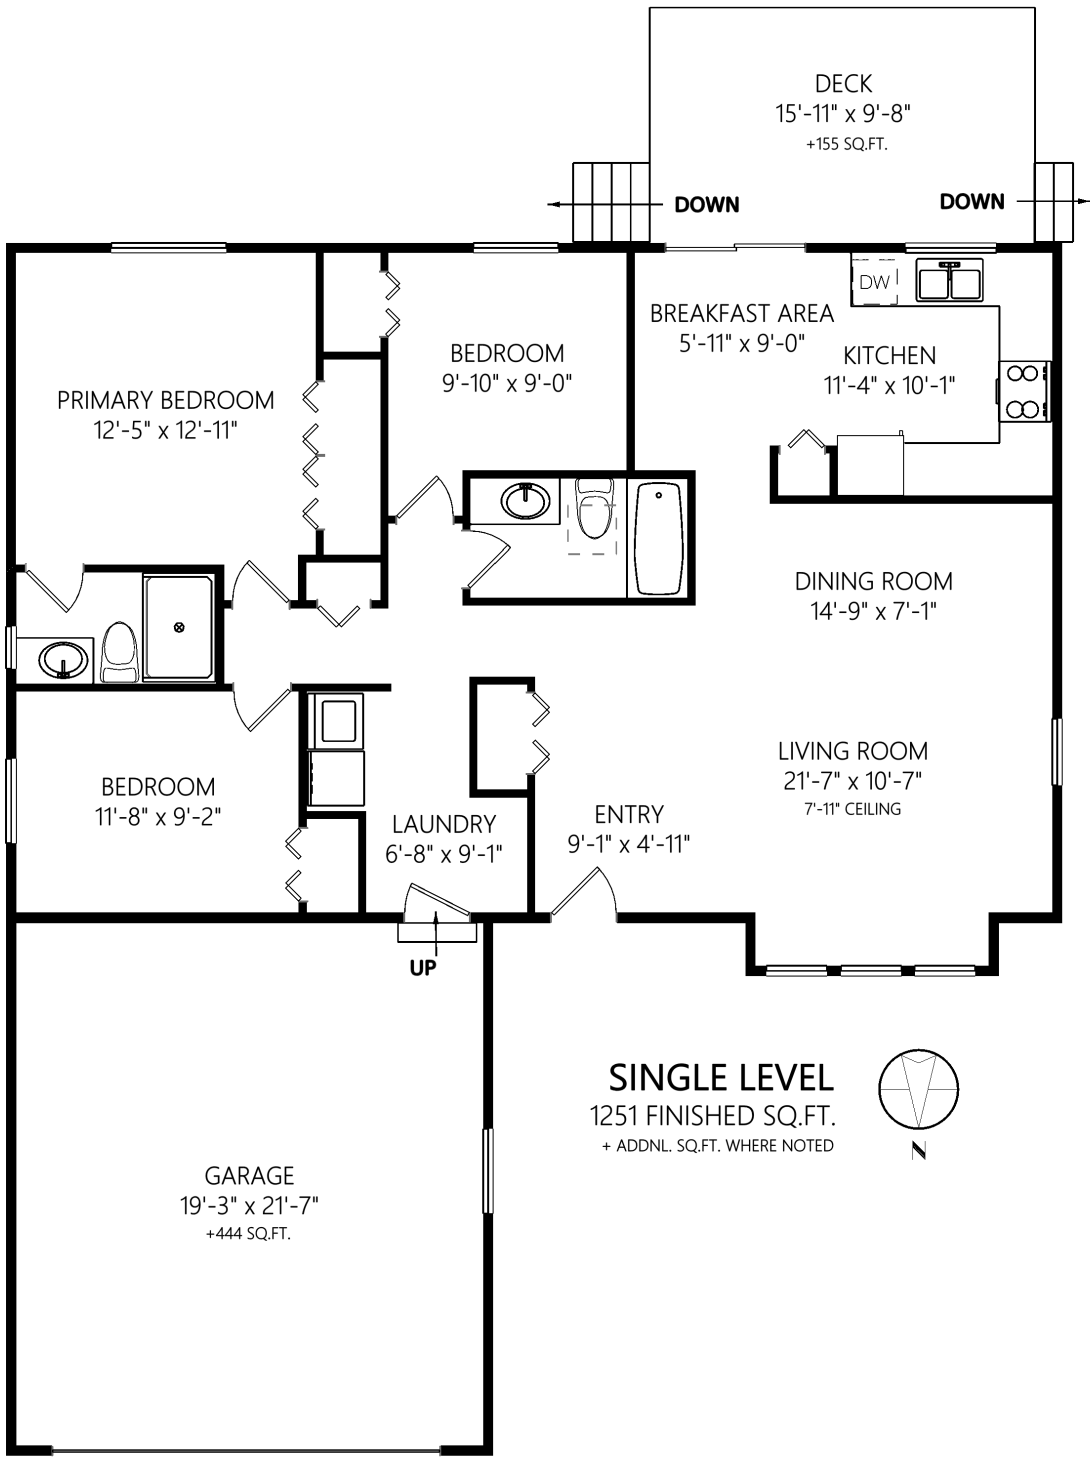 DECK
15'-11" x 9'-8"
+155 SQ.FT.
DOWN
DOWN
DW
BREAKFAST AREA
5'-11" x 9'-0"
KITCHEN
11'-4" x 10'-1"
BEDROOM
9'-10" x 9'-0"
PRIMARY BEDROOM
12'-5" x 12'-11"
DINING ROOM
14'-9" x 7'-1"
LIVING ROOM
21'-7" x 10'-7"
7'-11" CEILING
BEDROOM
11'-8" x 9'-2"
LAUNDRY
6'-8" x 9'-1"
ENTRY
9'-1" x 4'-11"
UP
SINGLE LEVEL
1251 FINISHED SQ.FT.
+ ADDNL. SQ.FT. WHERE NOTED
N
GARAGE
19'-3" x 21'-7"
+444 SQ.FT.